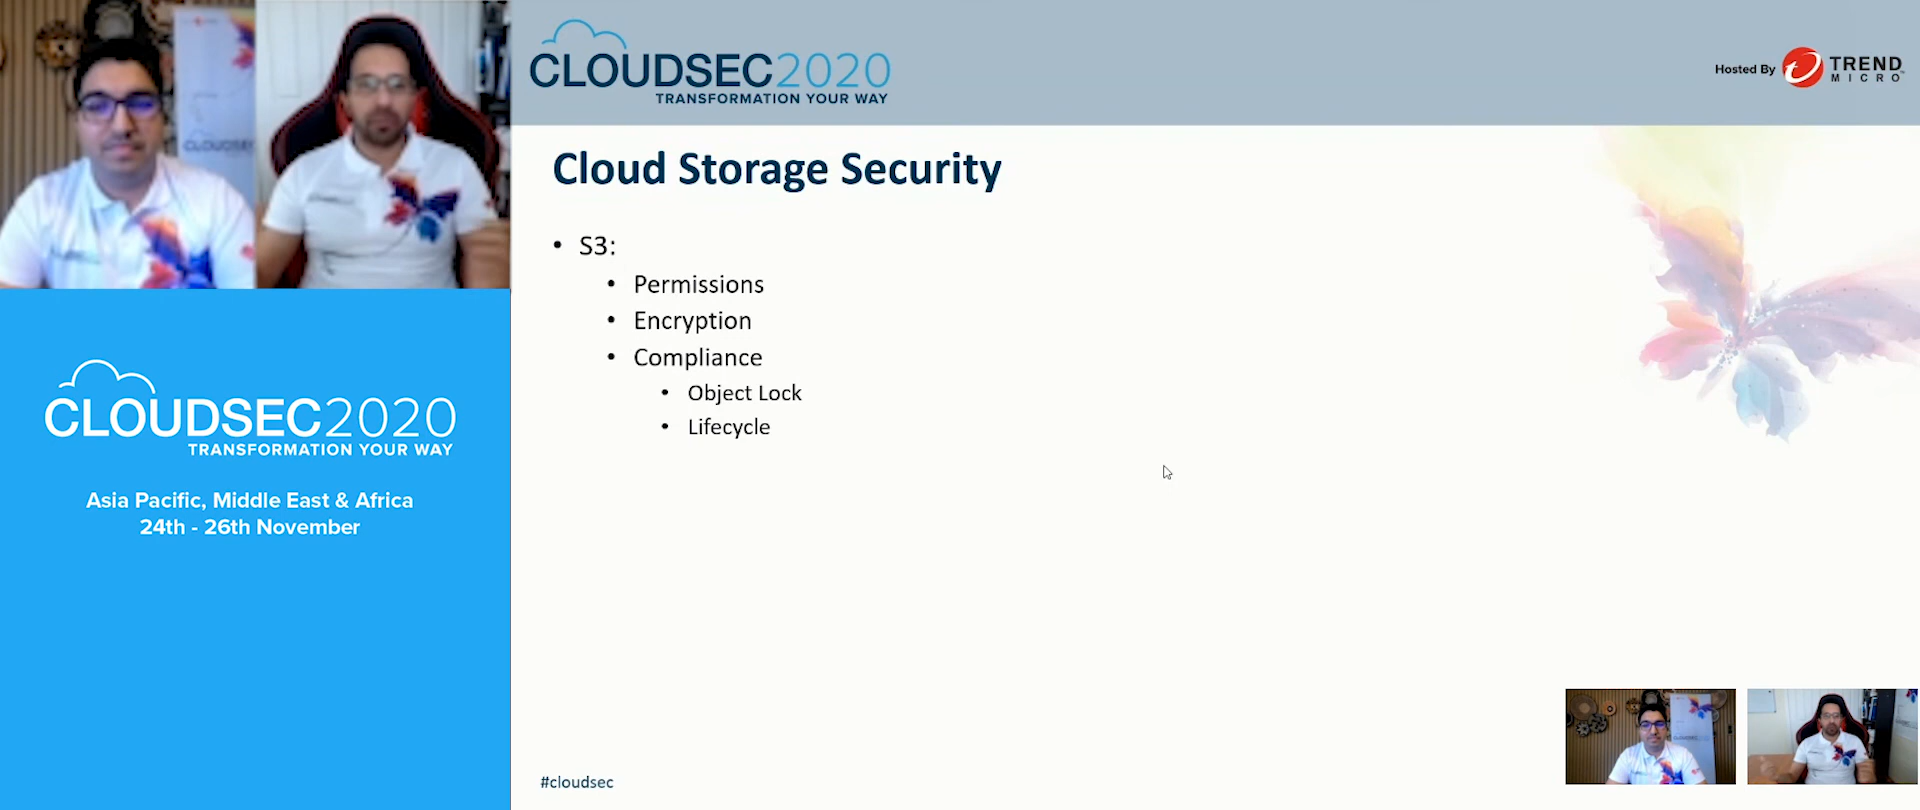 CLOUDSEC2020
TRANSFORMATION YOUR WAY
Hosted By
TREND
MICRO
Cloud Storage Security
• S3:
• Permissions
• Encryption
• Compliance
• Object Lock
• Lifecycle
#cloudsec
CLOUDSEC
CLOUDSEC2020
TRANSFORMATION YOUR WAY
Asia Pacific, Middle East & Africa
24th - 26th November